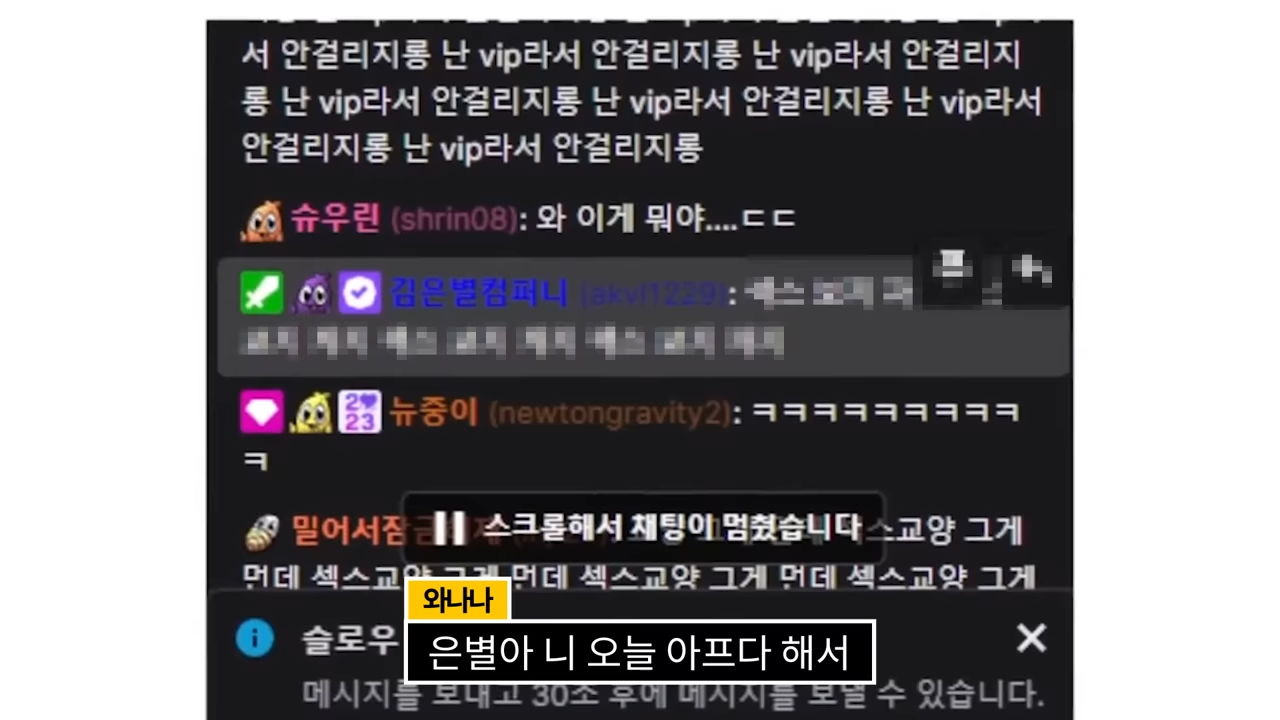 서 안걸리지롱 난 vip라서 안걸리지롱 난 vip라서 안걸리지
롱 난 vip라서 안걸리지롱 난 vip라서 안걸리지롱 난 vip라서
안걸리지롱 난 vip라서 안걸리지롱
슈우린 (shrin08): 와 이게 뭐야....ㄷㄷ
김은별컴퍼니 (akvl1229):
2023 뉴중이 (newtongravity2): ㅋㅋㅋㅋㅋㅋㅋㅋㅋ
ㅋ
밀어서잠금해제 섹스교양 그게
스크롤해서 채팅이 멈췄습니다
먼데 섹스교양 그게 먼데 섹스교양 그게 먼데 섹스교양 그게
와나나
슬로우
은별아 니 오늘 아프다 해서
메시지를 보내고 30초 후에 메시지를 보낼 수 있습니다.